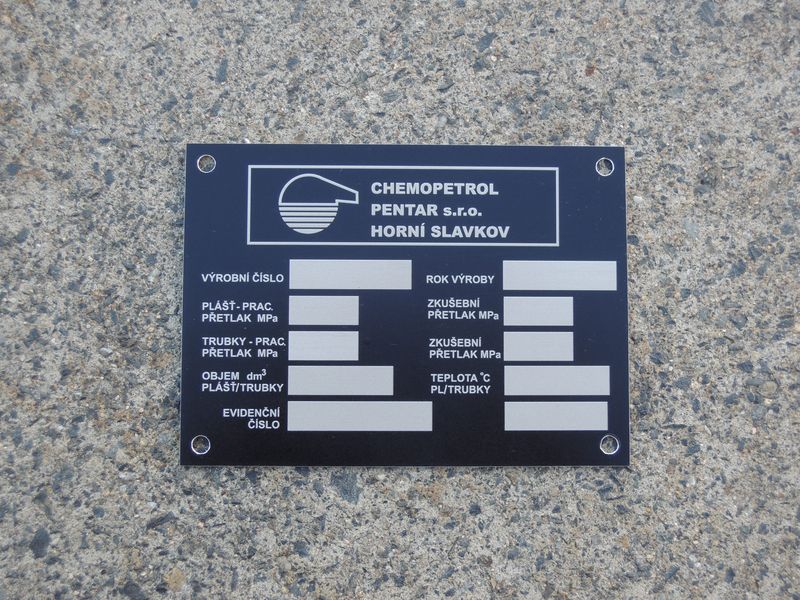 CHEMOPETROL
PENTAR s.r.o.
HORNÍ SLAVKOV
VÝROBNÍ ČÍSLO
ROK VÝROBY
PLÁŠŤ - PRAC.
PŘETLAK MPa
ZKUŠEBNÍ
PŘETLAK MPa
TRUBKY - PRAC.
PŘETLAK MPa
ZKUŠEBNÍ
PŘETLAK MPa
OBJEM dm³
PLÁŠŤ/TRUBKY
TEPLOTA °C
PL/TRUBKY
EVIDENČNÍ
ČÍSLO